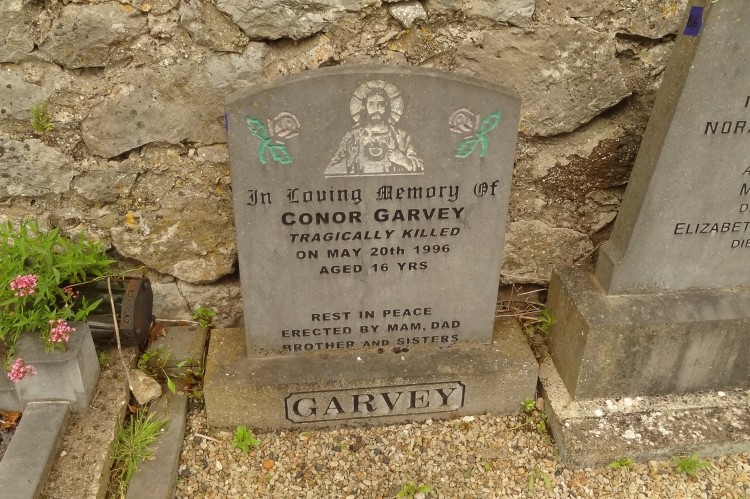 In Loving Memory Of
CONOR GARVEY
TRAGICALLY KILLED
ON MAY 20th 1996
AGED 16 YRS
REST IN PEACE
ERECTED BY MAM, DAD
BROTHER AND SISTERS
GARVEY
NORA
ELIZABETH
DIE